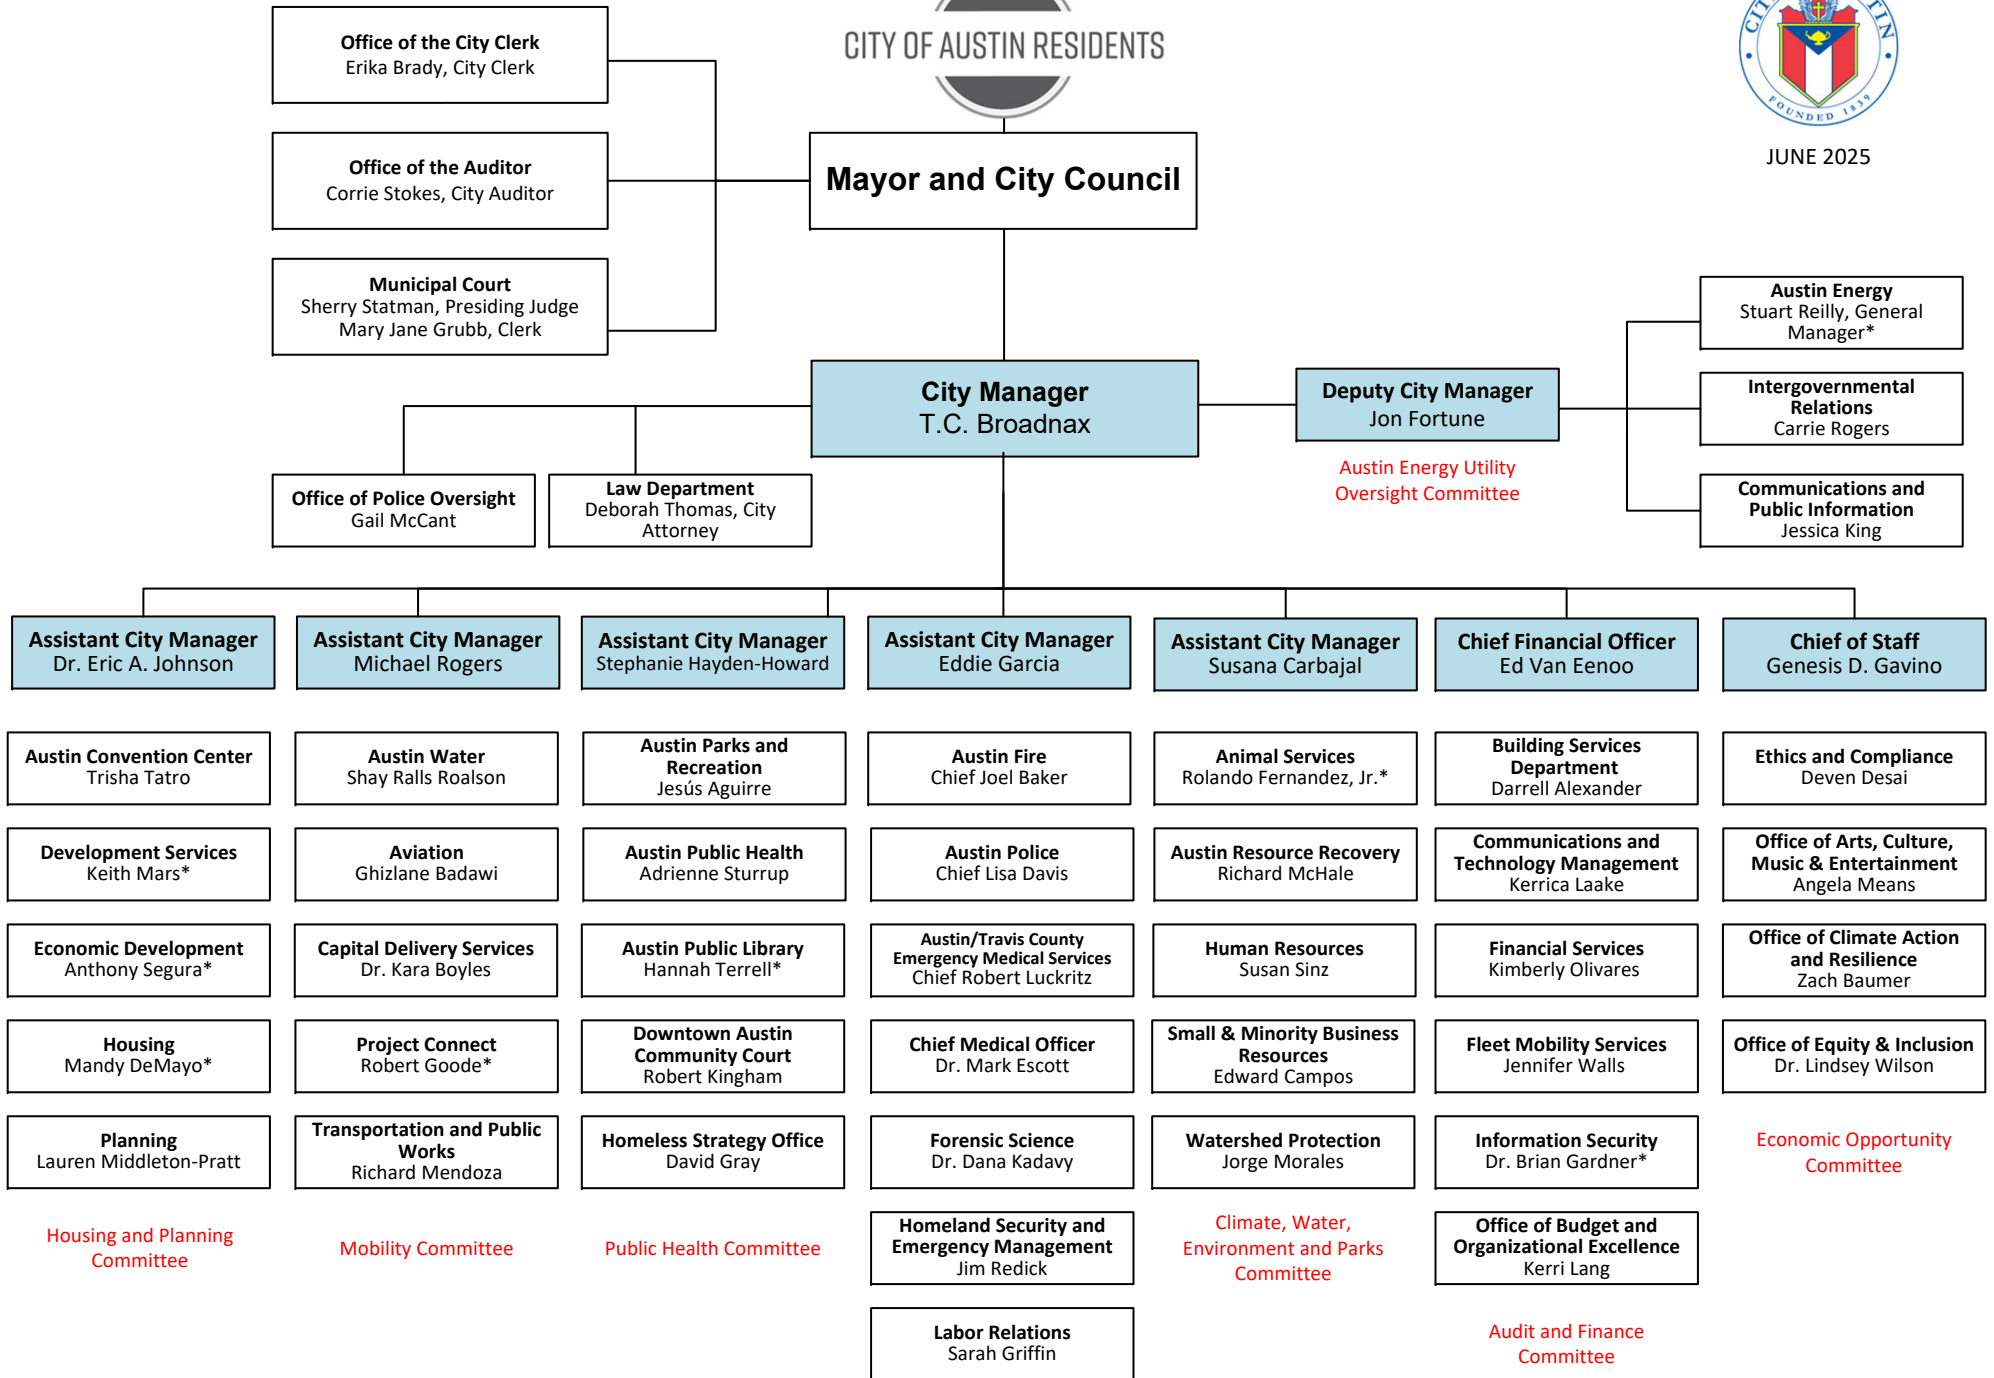 CITY OF AUSTIN RESIDENTS
FOUNDED 1839
JUNE 2025
Office of the City Clerk
Erika Brady, City Clerk
Office of the Auditor
Corrie Stokes, City Auditor
Municipal Court
Sherry Statman, Presiding Judge
Mary Jane Grubb, Clerk
Mayor and City Council
City Manager
T.C. Broadnax
Deputy City Manager
Jon Fortune
Austin Energy Utility
Oversight Committee
Austin Energy
Stuart Reilly, General
Manager*
Intergovernmental
Relations
Carrie Rogers
Communications and
Public Information
Jessica King
Office of Police Oversight
Gail McCant
Law Department
Deborah Thomas, City
Attorney
Assistant City Manager
Dr. Eric A. Johnson
Austin Convention Center
Trisha Tatro
Development Services
Keith Mars*
Economic Development
Anthony Segura*
Housing
Mandy DeMayo*
Planning
Lauren Middleton-Pratt
Housing and Planning
Committee
Assistant City Manager
Michael Rogers
Austin Water
Shay Ralls Roalson
Aviation
Ghizlane Badawi
Capital Delivery Services
Dr. Kara Boyles
Project Connect
Robert Goode*
Transportation and Public
Works
Richard Mendoza
Mobility Committee
Assistant City Manager
Stephanie Hayden-Howard
Austin Parks and
Recreation
Jesús Aguirre
Austin Public Health
Adrienne Sturrup
Austin Public Library
Hannah Terrell*
Downtown Austin
Community Court
Robert Kingham
Homeless Strategy Office
David Gray
Public Health Committee
Assistant City Manager
Eddie Garcia
Austin Fire
Chief Joel Baker
Austin Police
Chief Lisa Davis
Austin/Travis County
Emergency Medical Services
Chief Robert Luckritz
Chief Medical Officer
Dr. Mark Escott
Forensic Science
Dr. Dana Kadavy
Homeland Security and
Emergency Management
Jim Redick
Labor Relations
Sarah Griffin
Assistant City Manager
Susana Carbajal
Animal Services
Rolando Fernandez, Jr.*
Austin Resource Recovery
Richard McHale
Human Resources
Susan Sinz
Small & Minority Business
Resources
Edward Campos
Watershed Protection
Jorge Morales
Climate, Water,
Environment and Parks
Committee
Chief Financial Officer
Ed Van Eenoo
Building Services
Department
Darrell Alexander
Communications and
Technology Management
Kerrica Laake
Financial Services
Kimberly Olivares
Fleet Mobility Services
Jennifer Walls
Information Security
Dr. Brian Gardner*
Office of Budget and
Organizational Excellence
Kerri Lang
Audit and Finance
Committee
Chief of Staff
Genesis D. Gavino
Ethics and Compliance
Deven Desai
Office of Arts, Culture,
Music & Entertainment
Angela Means
Office of Climate Action
and Resilience
Zach Baumer
Office of Equity & Inclusion
Dr. Lindsey Wilson
Economic Opportunity
Committee